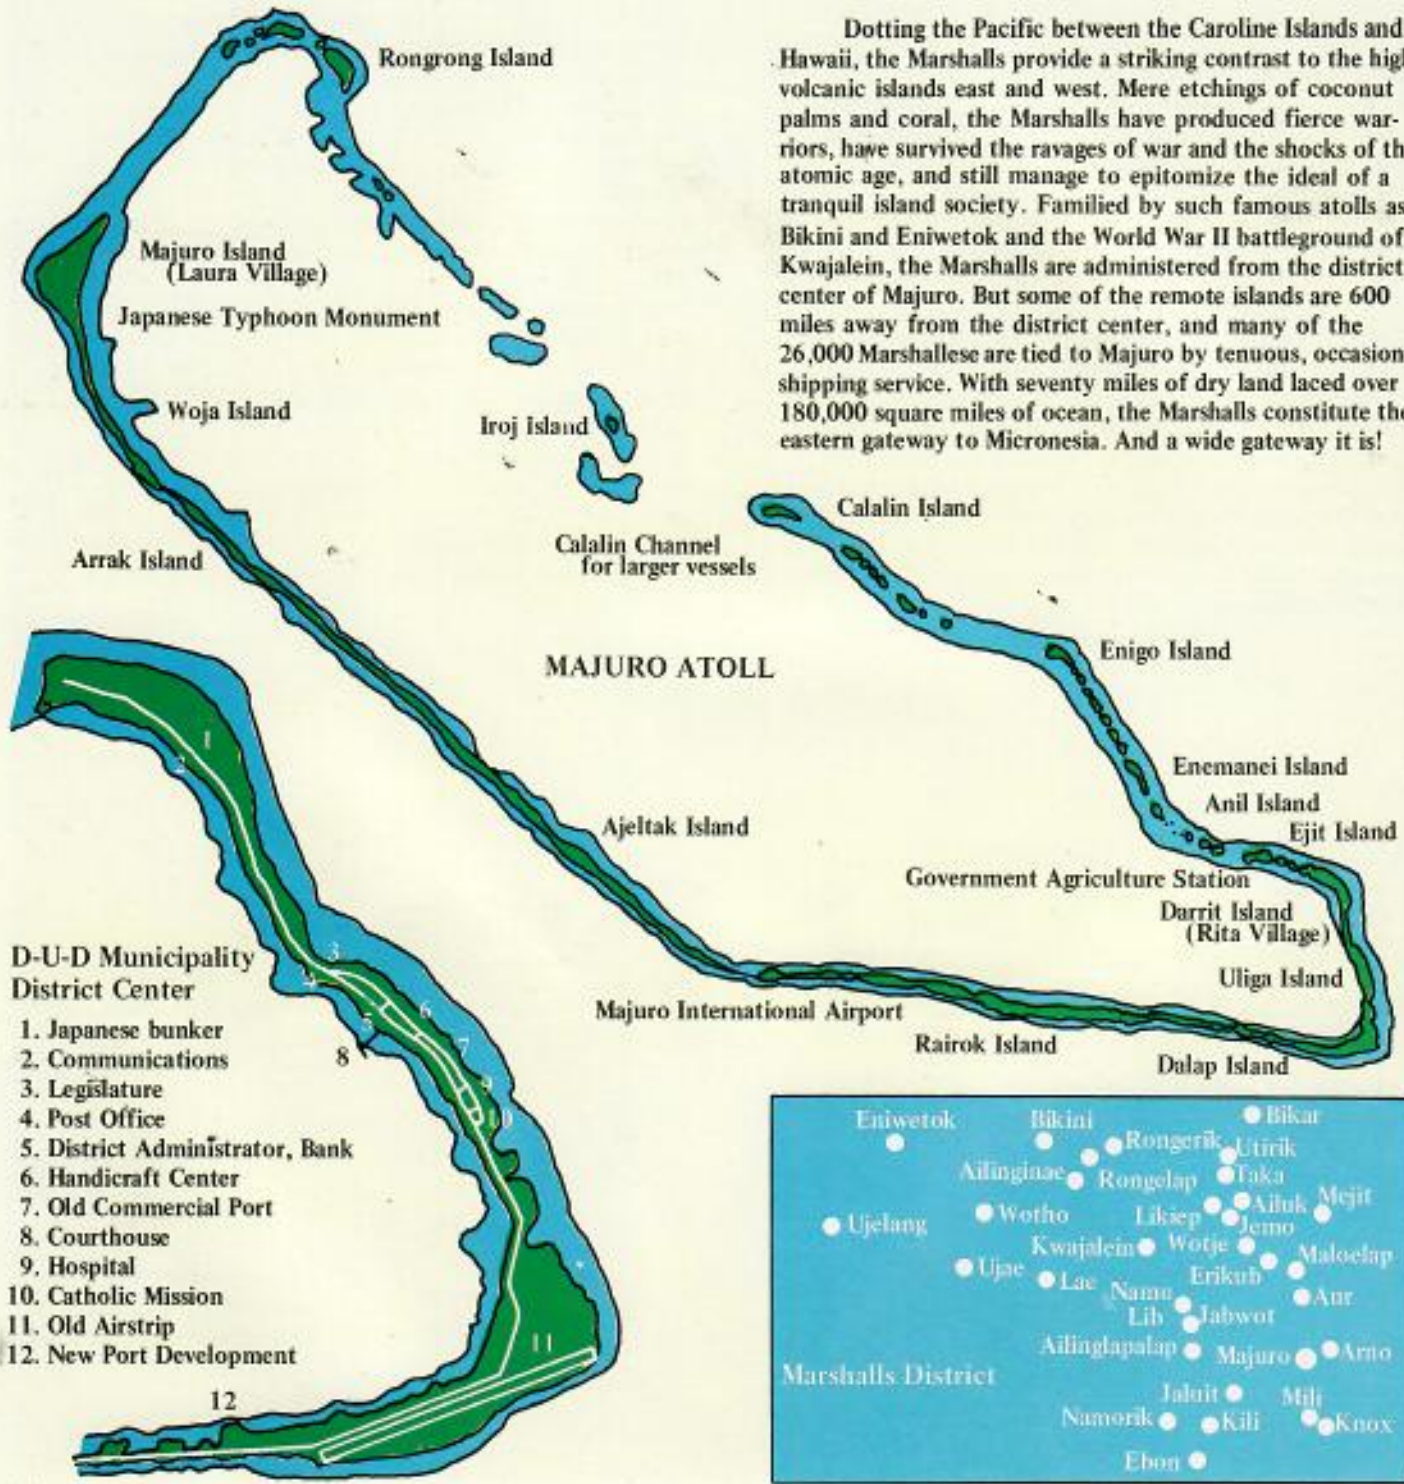 Dotting the Pacific between the Caroline Islands and
Hawaii, the Marshalls provide a striking contrast to the high
volcanic islands east and west. Mere etchings of coconut
palms and coral, the Marshalls have produced fierce war-
riors, have survived the ravages of war and the shocks of th
atomic age, and still manage to epitomize the ideal of a
tranquil island society. Familied by such famous atolls as
Bikini and Eniwetok and the World War II battleground of
Kwajalein, the Marshalls are administered from the district
center of Majuro. But some of the remote islands are 600
miles away from the district center, and many of the
26,000 Marshallese are tied to Majuro by tenuous, occasion
shipping service. With seventy miles of dry land laced over
180,000 square miles of ocean, the Marshalls constitute the
eastern gateway to Micronesia. And a wide gateway it is!
Rongrong Island
Majuro Island
(Laura Village)
Japanese Typhoon Monument
Woja Island
Iroj island
Calalin Island
Arrak Island
Calalin Channel
for larger vessels
MAJURO ATOLL
Enigo Island
Enemanei Island
Anil Island
Ejit Island
Ajeltak Island
Government Agriculture Station
Darrit Island
(Rita Village)
Uliga Island
Majuro International Airport
Rairok Island
Dalap Island
1
2
3
4
5
6
7
8
9
10
11
12
D-U-D Municipality
District Center
1. Japanese bunker
2. Communications
3. Legislature
4. Post Office
5. District Administrator, Bank
6. Handicraft Center
7. Old Commercial Port
8. Courthouse
9. Hospital
10. Catholic Mission
11. Old Airstrip
12. New Port Development
Eniwetok
Bikini
Bikar
Rongerik
Utirik
Ailinginae
Rongelap
Taka
Ujelang
Wotho
Likiep
Ailuk
Mejit
Jemo
Kwajalein
Wotje
Maloelap
Ujae
Lae
Erikub
Namu
Aur
Lib
Jabwot
Ailinglapalap
Majuro
Arno
Marshalls District
Jaluit
Mili
Namorik
Kili
Knox
Ebon